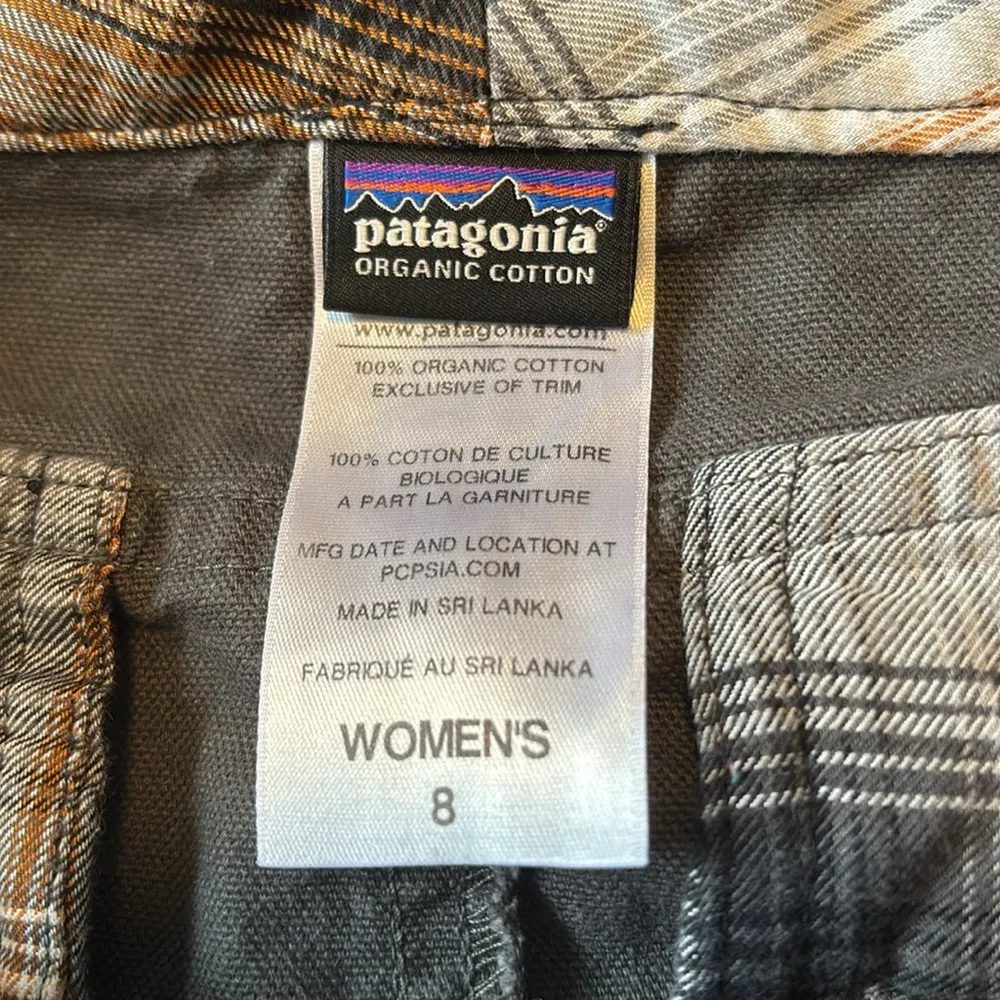 patagonia®
ORGANIC COTTON
www.patagonia.com
100% ORGANIC COTTON
EXCLUSIVE OF TRIM
100% COTON DE CULTURE
BIOLOGIQUE
A PART LA GARNITURE
MFG DATE AND LOCATION AT
PCPSIA.COM
MADE IN SRI LANKA
FABRIQUÉ AU SRI LANKA
WOMEN'S
8